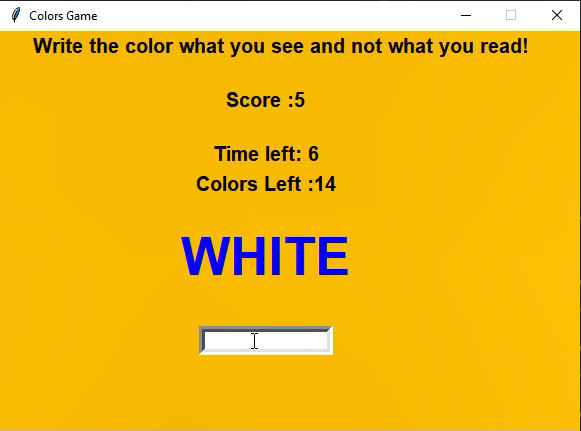 Colors Game
Write the color what you see and not what you read!
Score :5
Time left: 6
Colors Left :14
WHITE